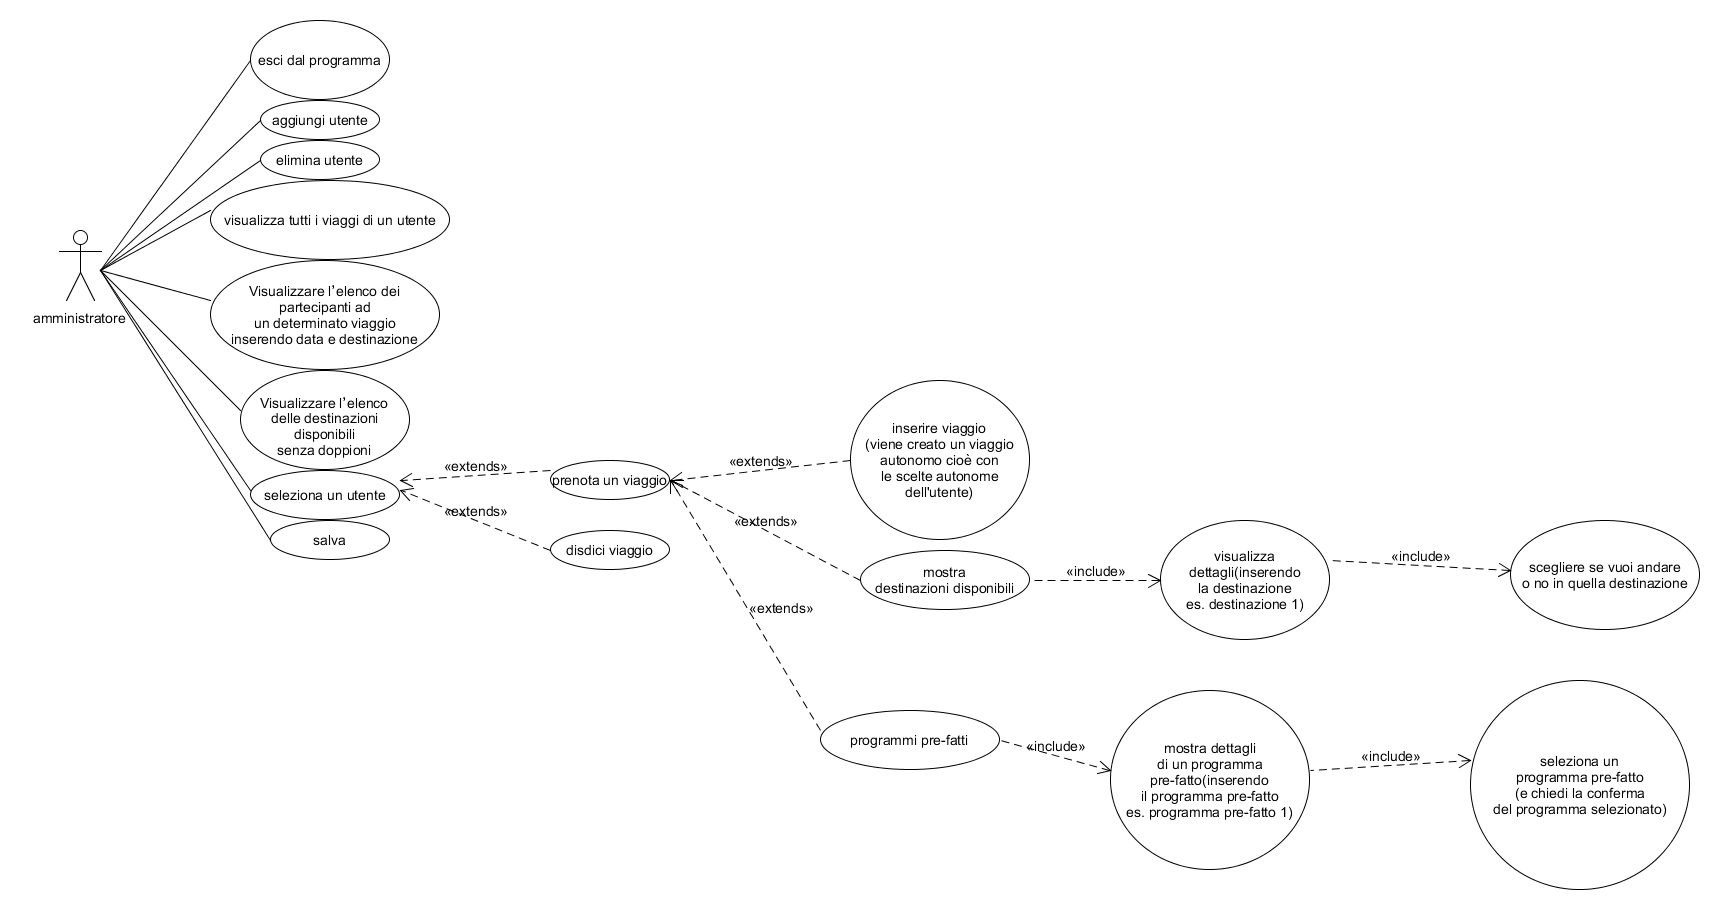 esci dal programma
aggiungi utente
elimina utente
visualizza tutti i viaggi di un utente
amministratore
Visualizzare l’elenco dei
partecipanti ad
un determinato viaggio
inserendo data e destinazione
Visualizzare l’elenco
delle destinazioni
disponibili
senza doppioni
seleziona un utente
salva
«extends»
«extends»
prenota un viaggio
disdici viaggio
«extends»
«extends»
«extends»
inserire viaggio
(viene creato un viaggio
autonomo cioè con
le scelte autonome
dell'utente)
mostra
destinazioni disponibili
«include»
visualizza
dettagli(inserendo
la destinazione
es. destinazione 1)
«include»
scegliere se vuoi andare
o no in quella destinazione
programmi pre-fatti
«include»
mostra dettagli
di un programma
pre-fatto(inserendo
il programma pre-fatto
es. programma pre-fatto 1)
«include»
seleziona un
programma pre-fatto
(e chiedi la conferma
del programma selezionato)